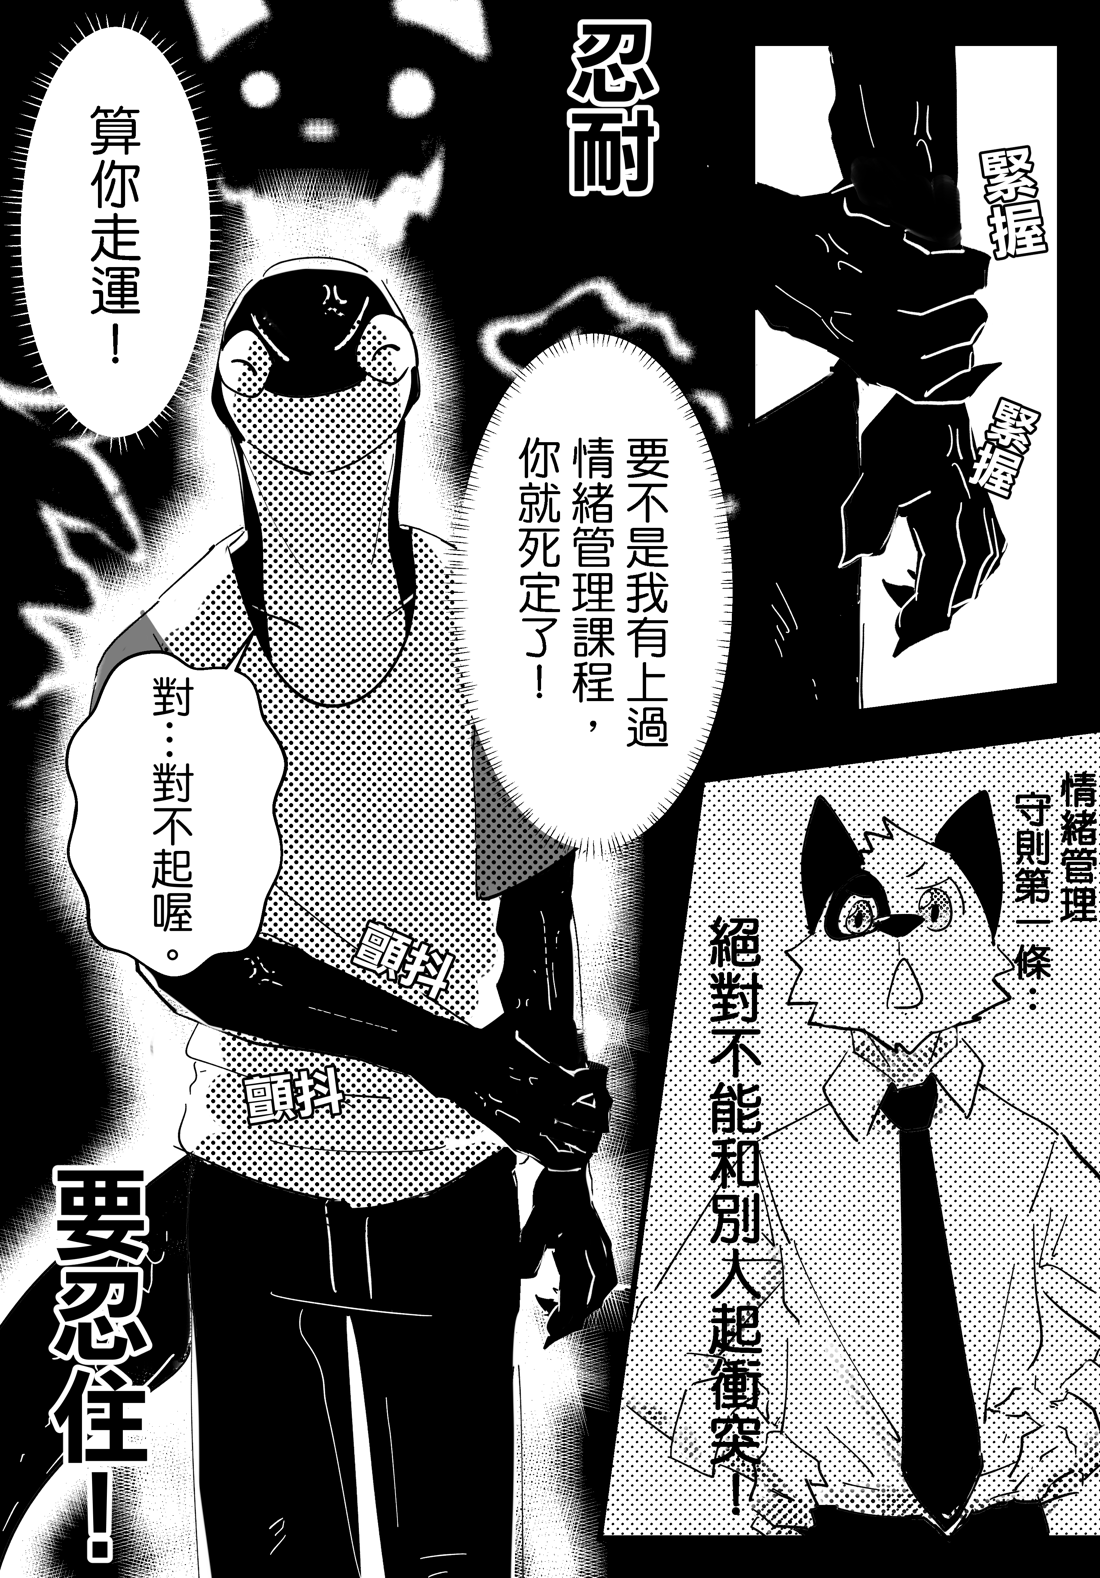 緊握
緊握
忍耐
情緒管理
守則第一條…
絕對不能和別人起衝突！
要不是我有上過
情緒管理課程，
你就死定了！
算你走運！
對…對不起喔。
顫抖
顫抖
要忍住！